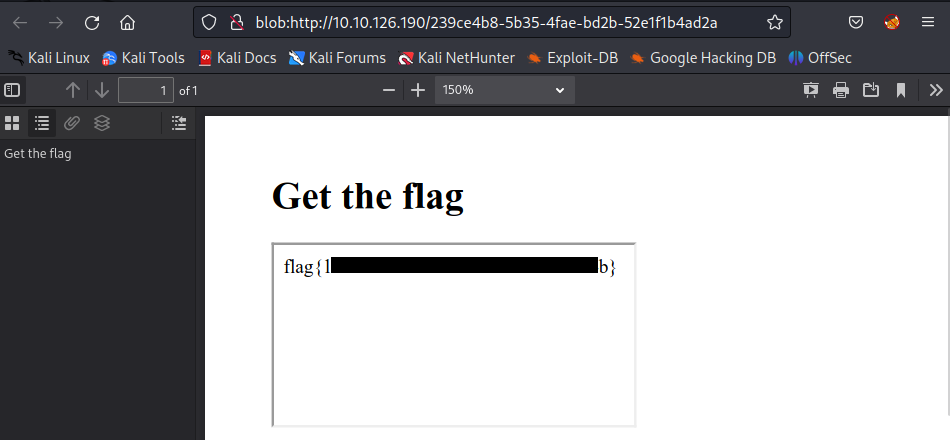 blob:http://10.10.126.190/239ce4b8-5b35-4fae-bd2b-52e1f1b4ad2a
Kali Linux Kali Tools Kali Docs Kali Forums Kali NetHunter Exploit-DB Google Hacking DB OffSec
1 of 1 150%
Get the flag
Get the flag
flag{1 b}